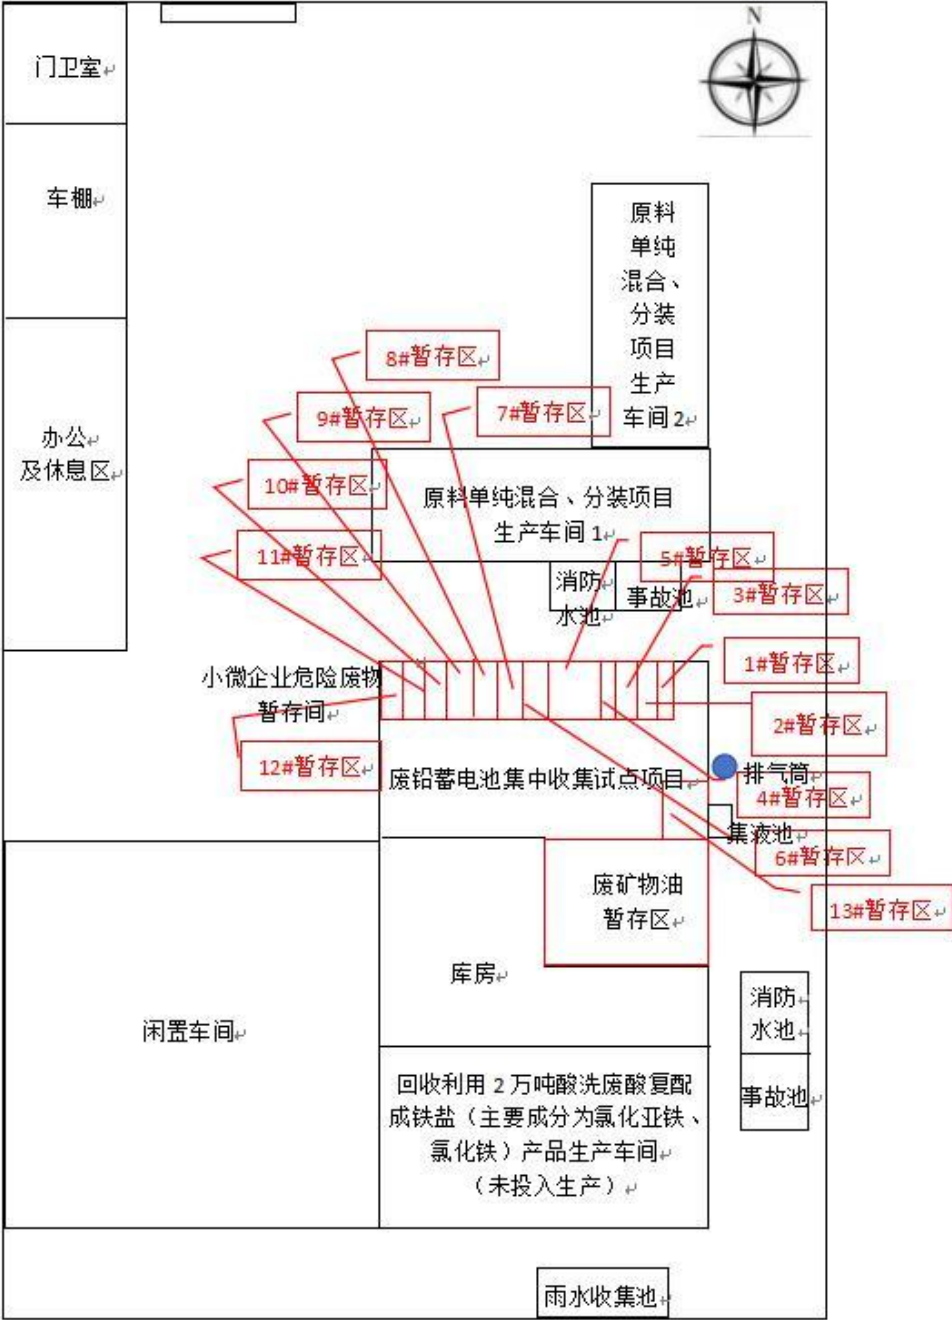 N
门卫室
车棚
办公
及休息区
原料
单纯
混合、
分装
项目
生产
车间2
8#暂存区
7#暂存区
9#暂存区
10#暂存区
11#暂存区
原料单纯混合、分装项目
生产车间1
5#暂存区
消防
水池
事故池
3#暂存区
1#暂存区
2#暂存区
小微企业危险废物
暂存间
12#暂存区
废铅蓄电池集中收集试点项目
排气筒
4#暂存区
集液池
6#暂存区
13#暂存区
废矿物油
暂存区
库房
闲置车间
消防
水池
事故池
回收利用2万吨酸洗废酸复配
成铁盐（主要成分为氯化亚铁、
氯化铁）产品生产车间
（未投入生产）
雨水收集池